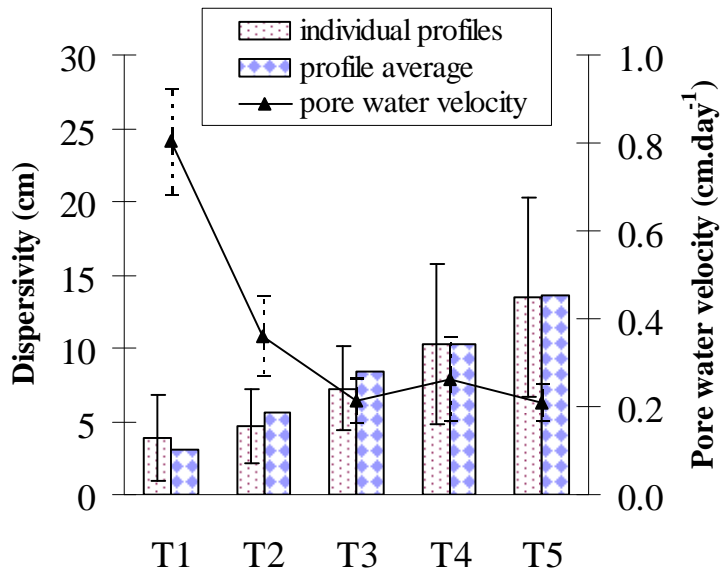 individual profiles
profile average
pore water velocity
30
25
20
15
10
5
0
Dispersivity (cm)
1.0
0.8
0.6
0.4
0.2
0.0
Pore water velocity (cm.day-1)
T1 T2 T3 T4 T5